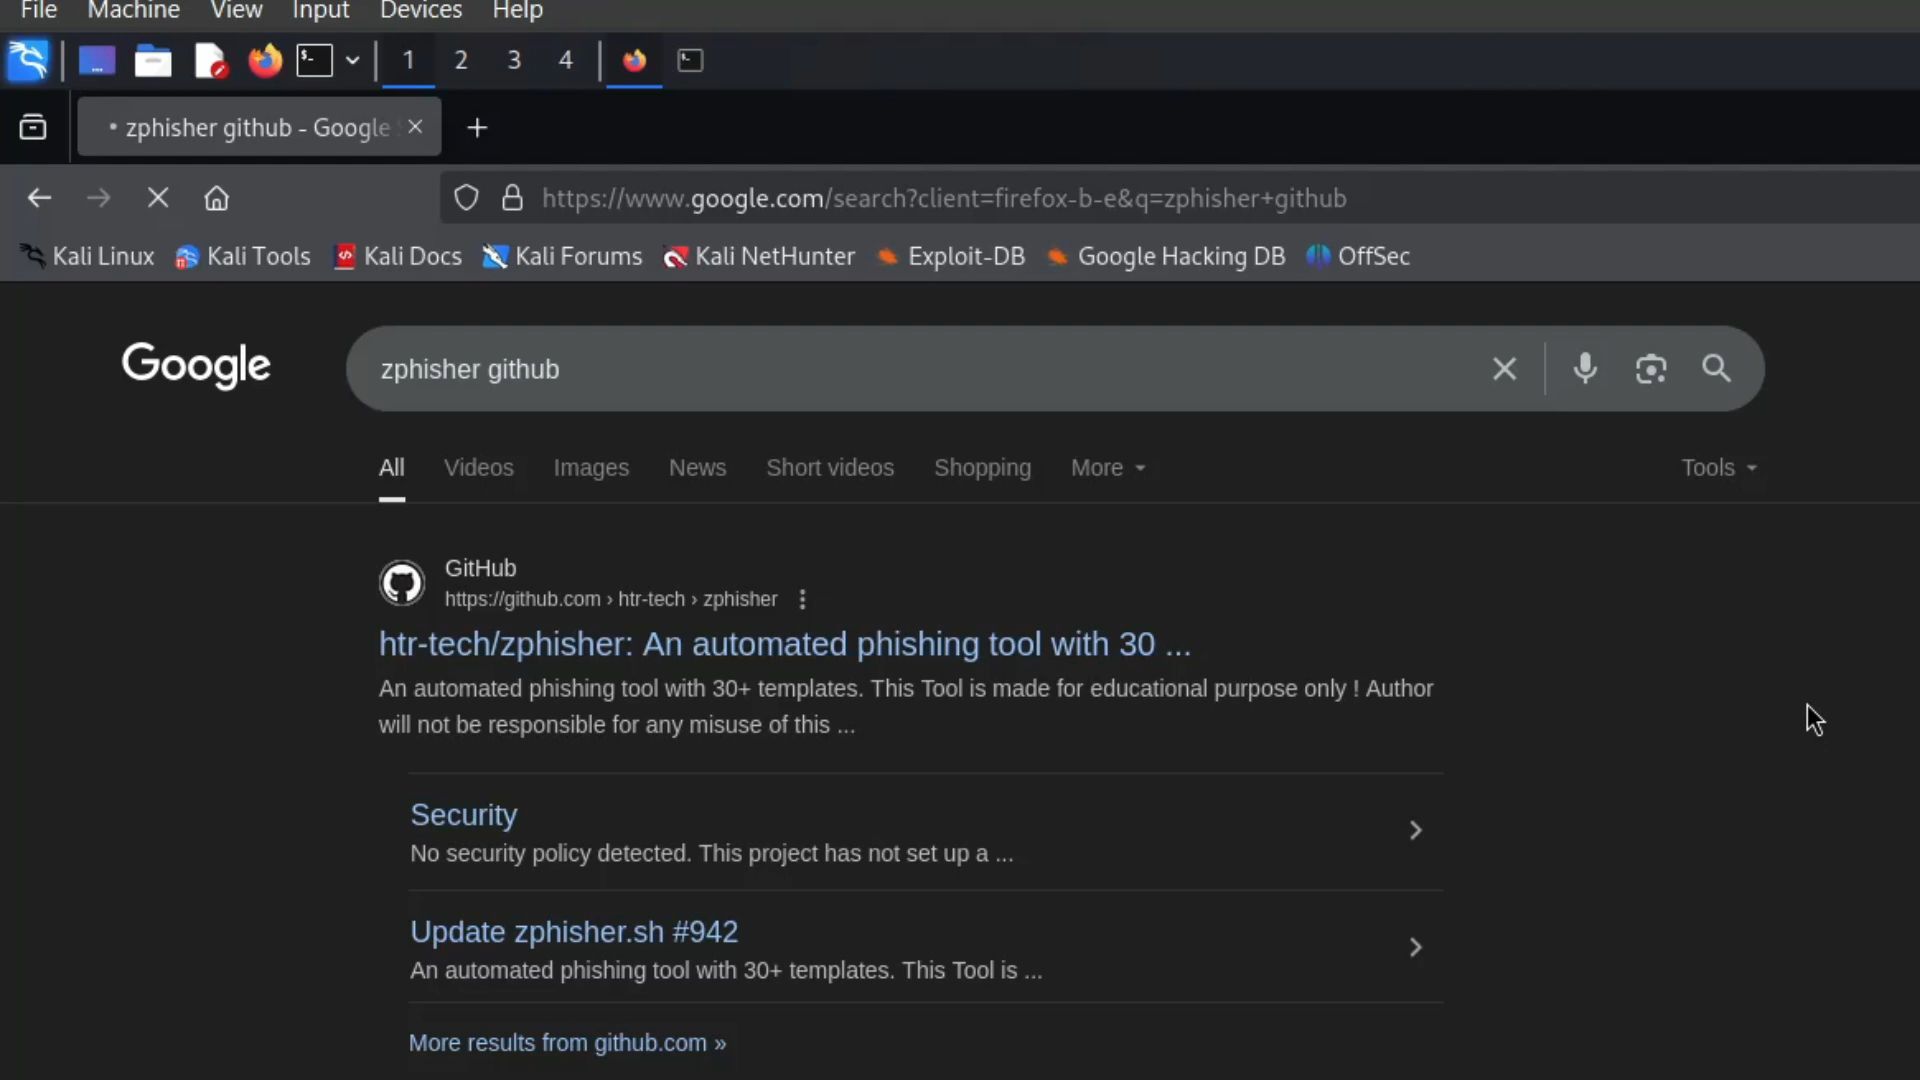 File Machine View Input Devices Help
1 2 3 4
zphisher github - Google
https://www.google.com/search?client=firefox-b-e&q=zphisher+github
Kali Linux Kali Tools Kali Docs Kali Forums Kali NetHunter Exploit-DB Google Hacking DB OffSec
Google
zphisher github
All Videos Images News Short videos Shopping More Tools
GitHub
https://github.com › htr-tech › zphisher
htr-tech/zphisher: An automated phishing tool with 30 ...
An automated phishing tool with 30+ templates. This Tool is made for educational purpose only ! Author
will not be responsible for any misuse of this ...
Security
No security policy detected. This project has not set up a ...
Update zphisher.sh #942
An automated phishing tool with 30+ templates. This Tool is ...
More results from github.com »